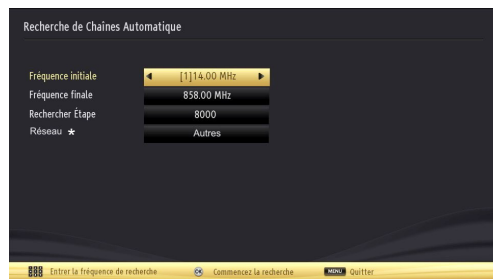 Recherche de Chaînes Automatique
Fréquence initiale [1]14.00 MHz
Fréquence finale 858.00 MHz
Rechercher Étape 8000
Réseau * Autres
Entrer la fréquence de recherche OK Commencez la recherche MENU Quitter